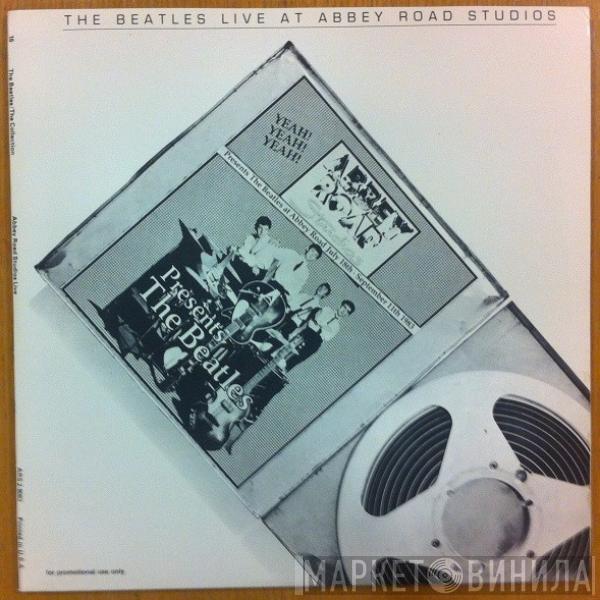 THE BEATLES LIVE AT ABBEY ROAD STUDIOS
16 The Beatles/The Collection Abbey Road Studios Live
Printed in U.S.A.
YEAH!
YEAH!
YEAH!
ABBEY
ROAD
Presents The Beatles at Abbey Road July 18th - September 11th 1983
Presents
The Beatles
for promotional use only
МАРКЕТ ВИНИЛА